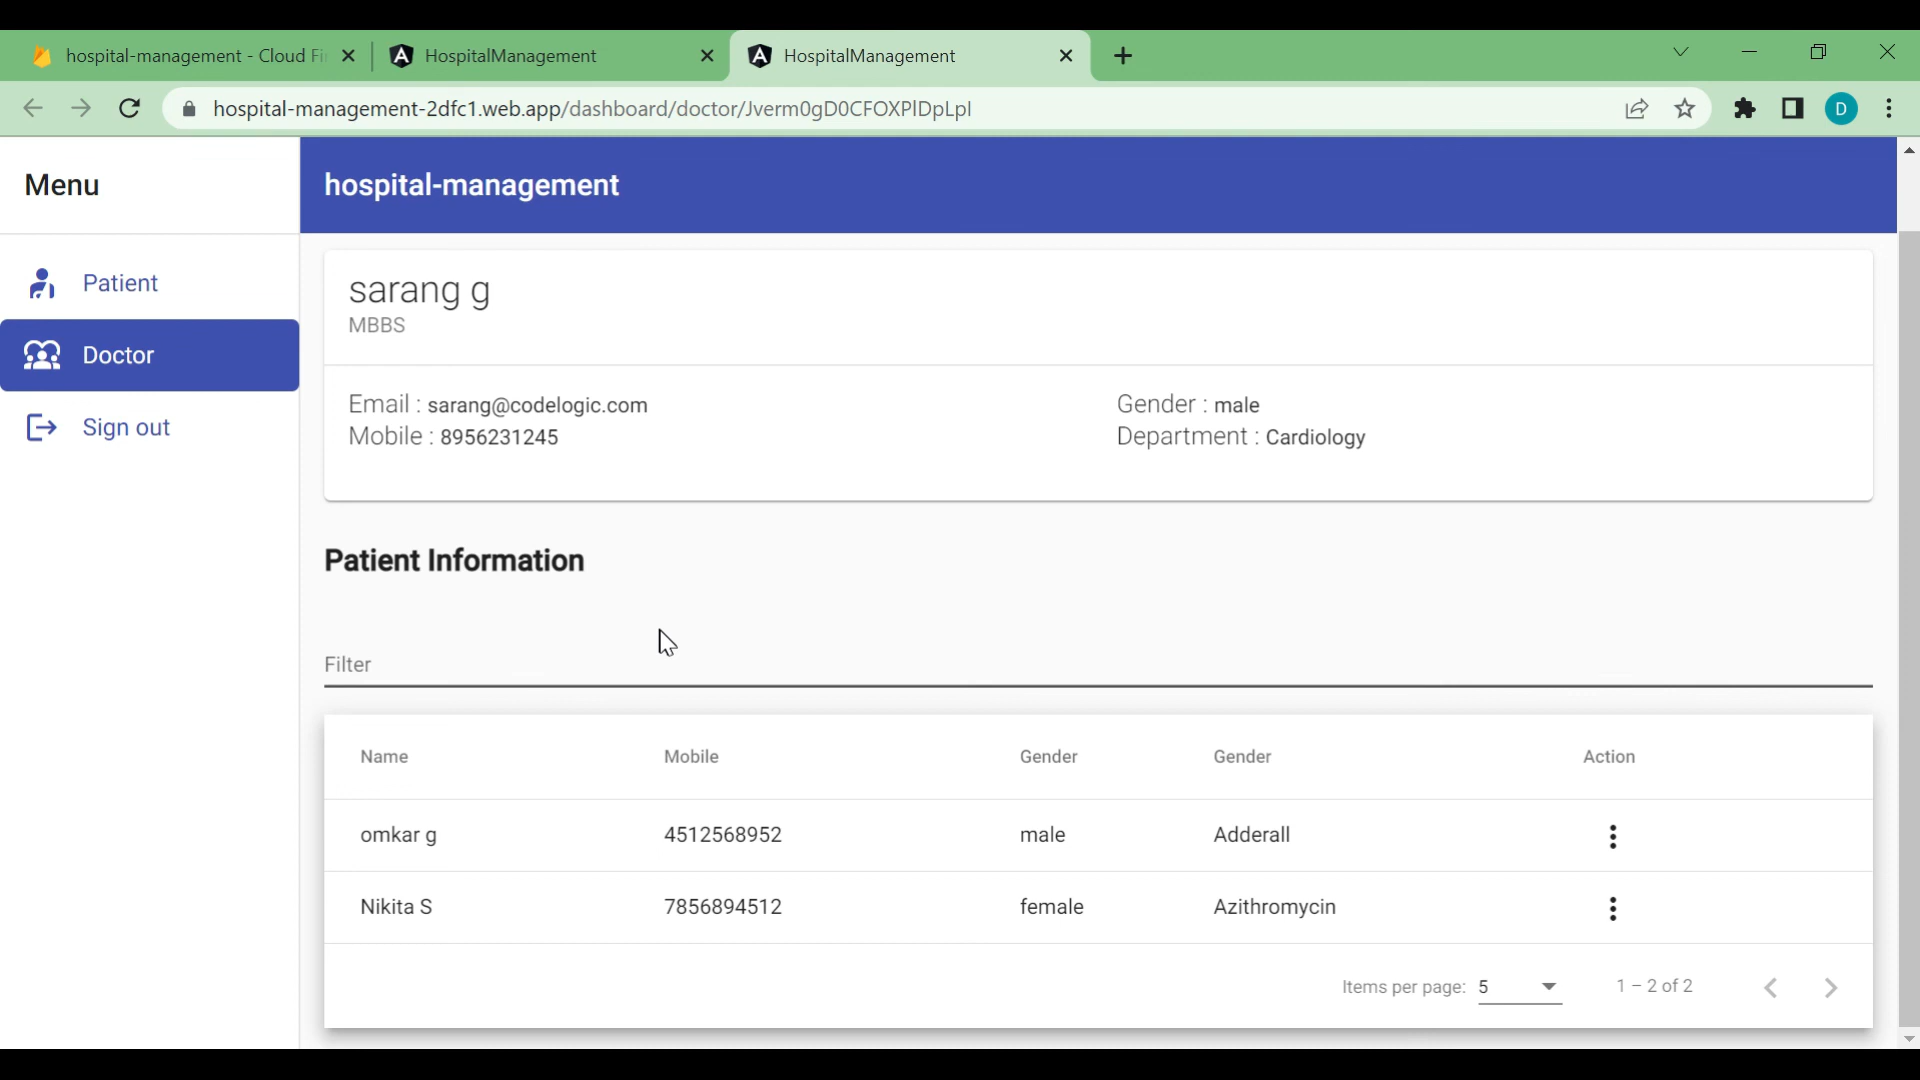 hospital-management - Cloud Fi
HospitalManagement
HospitalManagement
hospital-management-2dfc1.web.app/dashboard/doctor/Jverm0gD0CFOXPlDpLpl
D
Menu
hospital-management
Patient
Doctor
Sign out
sarang g
MBBS
Email : sarang@codelogic.com
Gender : male
Mobile : 8956231245
Department : Cardiology
Patient Information
Filter
Name Mobile Gender Gender Action
omkar g 4512568952 male Adderall
Nikita S 7856894512 female Azithromycin
Items per page: 5 1 – 2 of 2